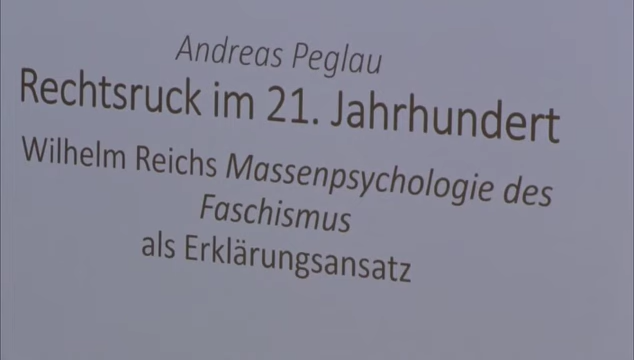 Andreas Peglau
Rechtsruck im 21. Jahrhundert
Wilhelm Reichs Massenpsychologie des
Faschismus
als Erklärungsansatz